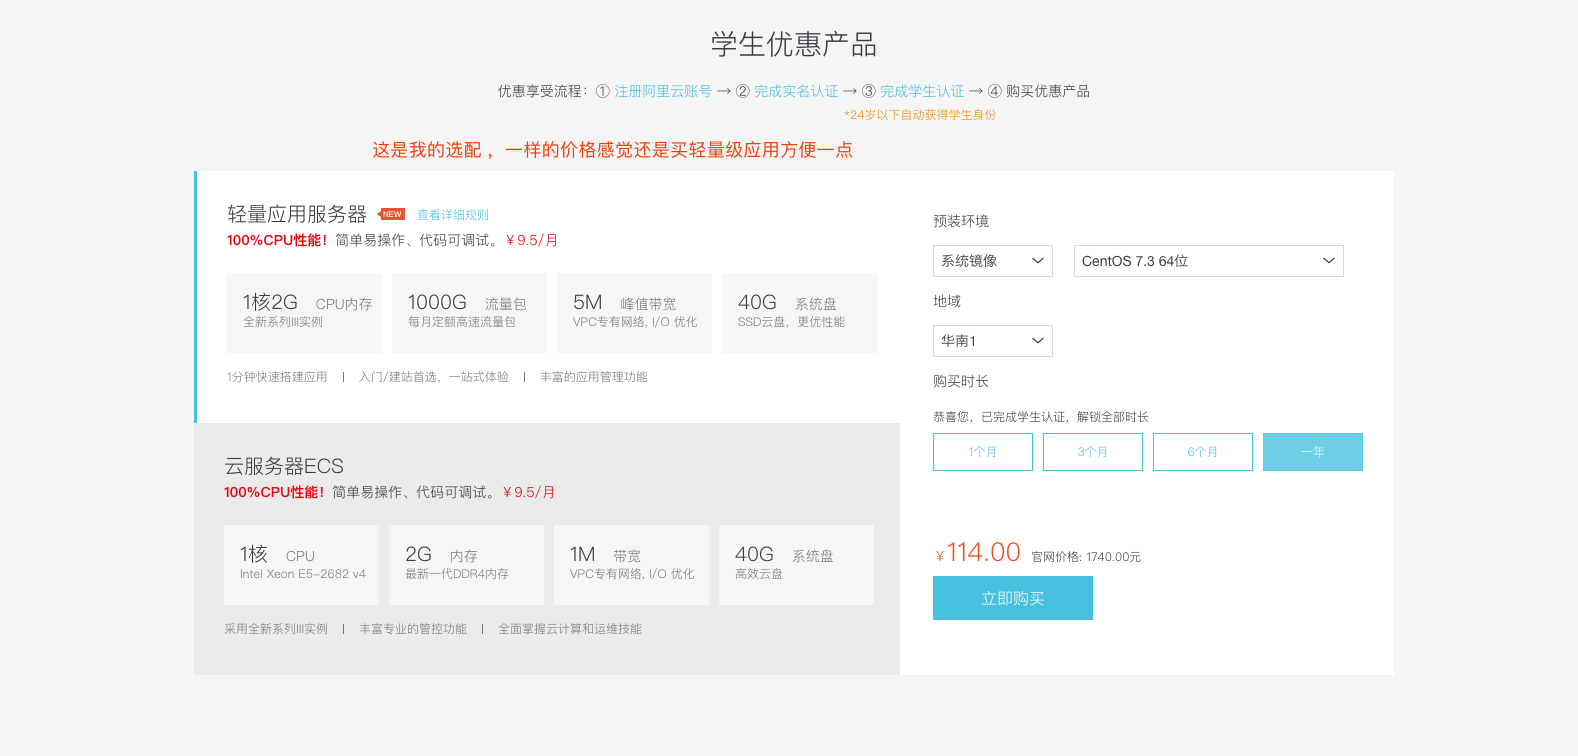 学生优惠产品
优惠享受流程：① 注册阿里云账号 → ② 完成实名认证 → ③ 完成学生认证 → ④ 购买优惠产品
*24岁以下自动获得学生身份
这是我的选配 ，一样的价格感觉还是买轻量级应用方便一点
轻量应用服务器 NEW 查看详细规则
100%CPU性能！简单易操作、代码可调试。￥9.5/月
1核2G CPU内存
全新系列III实例
1000G 流量包
每月定额高速流量包
5M 峰值带宽
VPC专有网络, I/O 优化
40G 系统盘
SSD云盘，更优性能
1分钟快速搭建应用 | 入门/建站首选，一站式体验 | 丰富的应用管理功能
云服务器ECS
100%CPU性能！简单易操作、代码可调试。￥9.5/月
1核 CPU
Intel Xeon E5-2682 v4
2G 内存
最新一代DDR4内存
1M 带宽
VPC专有网络, I/O 优化
40G 系统盘
高效云盘
采用全新系列III实例 | 丰富专业的管控功能 | 全面掌握云计算和运维技能
预装环境
系统镜像 CentOS 7.3 64位
地域
华南1
购买时长
恭喜您，已完成学生认证，解锁全部时长
1个月 3个月 6个月 一年
￥114.00 官网价格: 1740.00元
立即购买